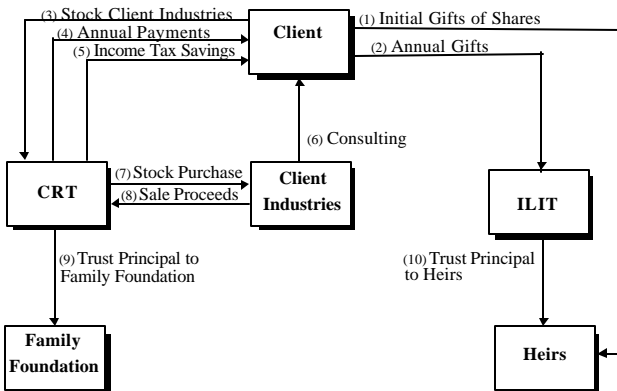 (3) Stock Client Industries
(4) Annual Payments
(5) Income Tax Savings
Client
(1) Initial Gifts of Shares
(2) Annual Gifts
(6) Consulting
CRT
(7) Stock Purchase
(8) Sale Proceeds
Client
Industries
ILIT
(9) Trust Principal to
Family Foundation
(10) Trust Principal
to Heirs
Family
Foundation
Heirs